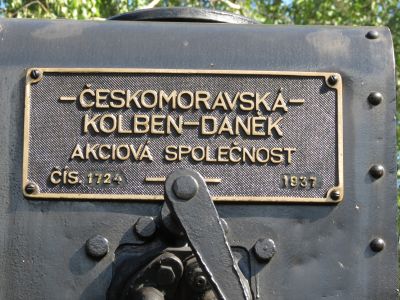 –ČESKOMORAVSKÁ–
KOLBEN–DANĚK
AKCIOVÁ SPOLEČNOST
ČÍS. 1724 — 1937